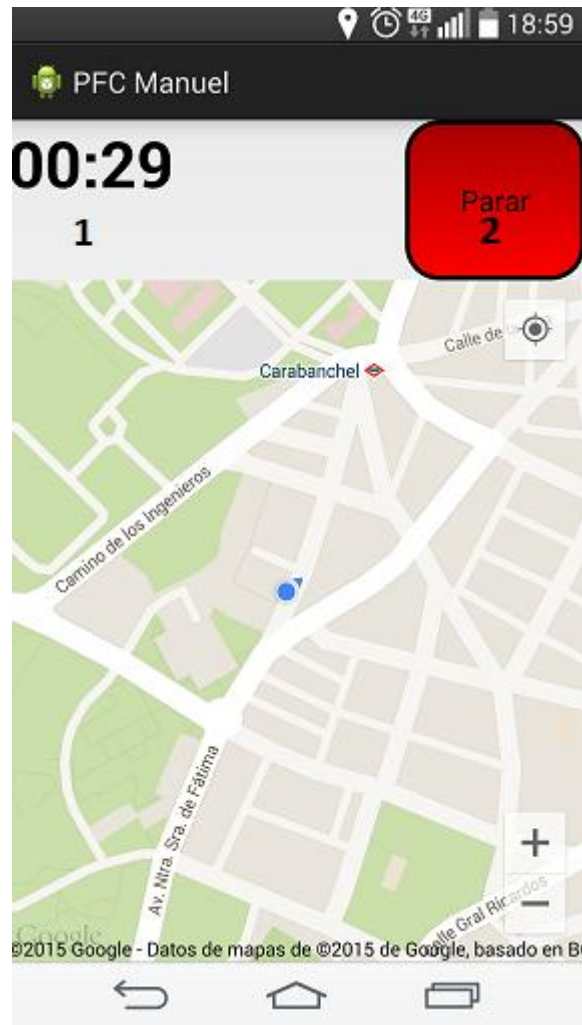 4G 18:59
PFC Manuel
00:29
Parar
1
2
Calle de
Carabanchel
Camino de los Ingenieros
Av. Ntra. Sra. de Fátima
Calle Gral Ricardos
+
−
Google
©2015 Google - Datos de mapas de ©2015 de Google, basado en B